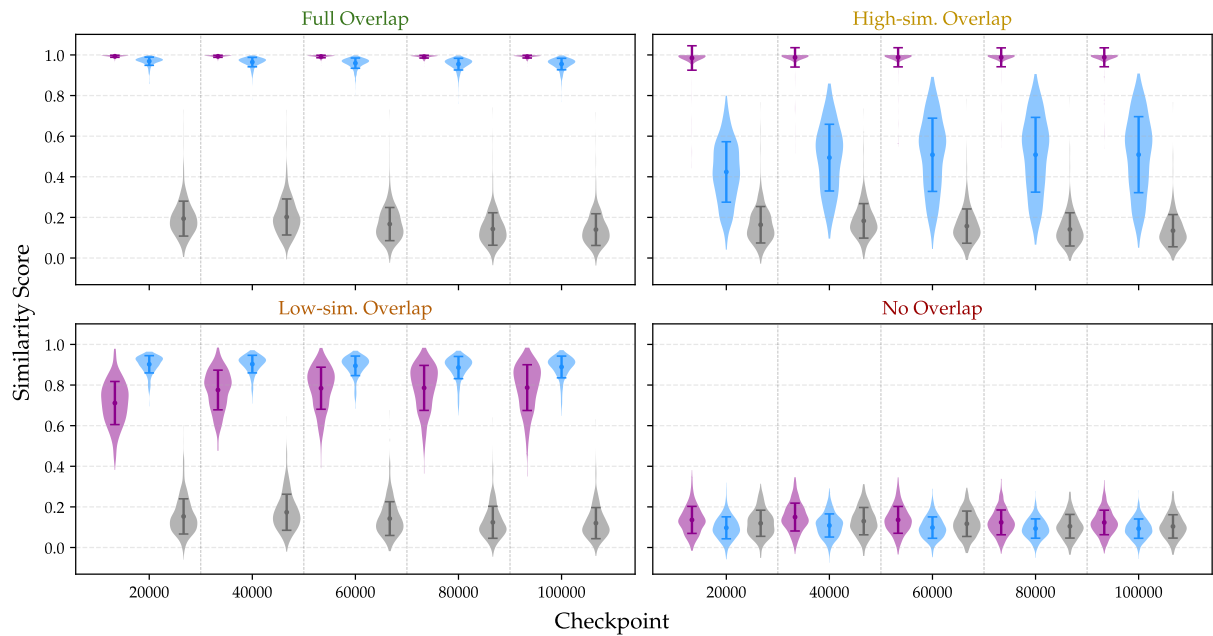 Full Overlap
High-sim. Overlap
1.0
0.8
0.6
0.4
0.2
0.0
Low-sim. Overlap
No Overlap
1.0
0.8
0.6
0.4
0.2
0.0
20000 40000 60000 80000 100000
20000 40000 60000 80000 100000
Similarity Score
Checkpoint